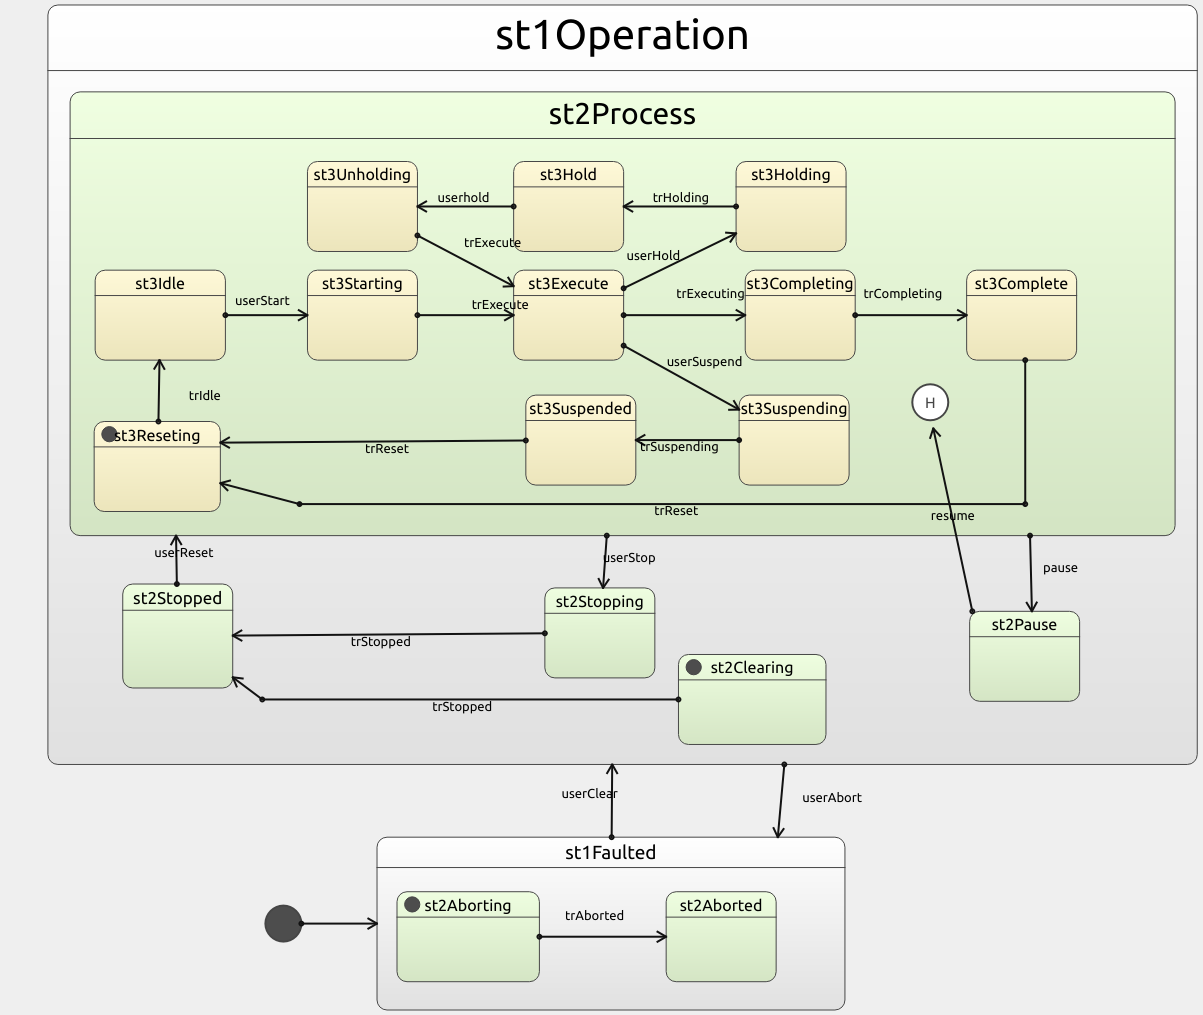 st1Operation
st2Process
st3Unholding
st3Hold
st3Holding
userhold
trHolding
trExecute
userHold
st3Idle
st3Starting
st3Execute
st3Completing
st3Complete
userStart
trExecute
trExecuting
trCompleting
userSuspend
trIdle
H
st3Suspended
st3Suspending
st3Reseting
trReset
trSuspending
trReset
resume
userReset
userStop
pause
st2Stopped
st2Stopping
st2Pause
trStopped
st2Clearing
trStopped
userClear
userAbort
st1Faulted
st2Aborting
st2Aborted
trAborted